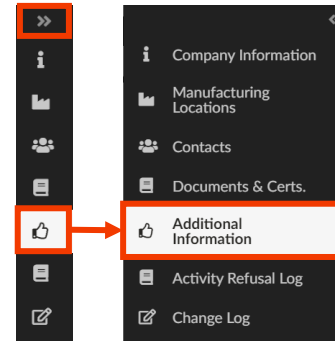 Company Information
Manufacturing
Locations
Contacts
Documents & Certs.
Additional
Information
Activity Refusal Log
Change Log